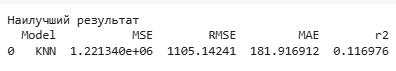 Наилучший результат
Model MSE RMSE MAE r2
0 KNN 1.221340e+06 1105.14241 181.916912 0.116976